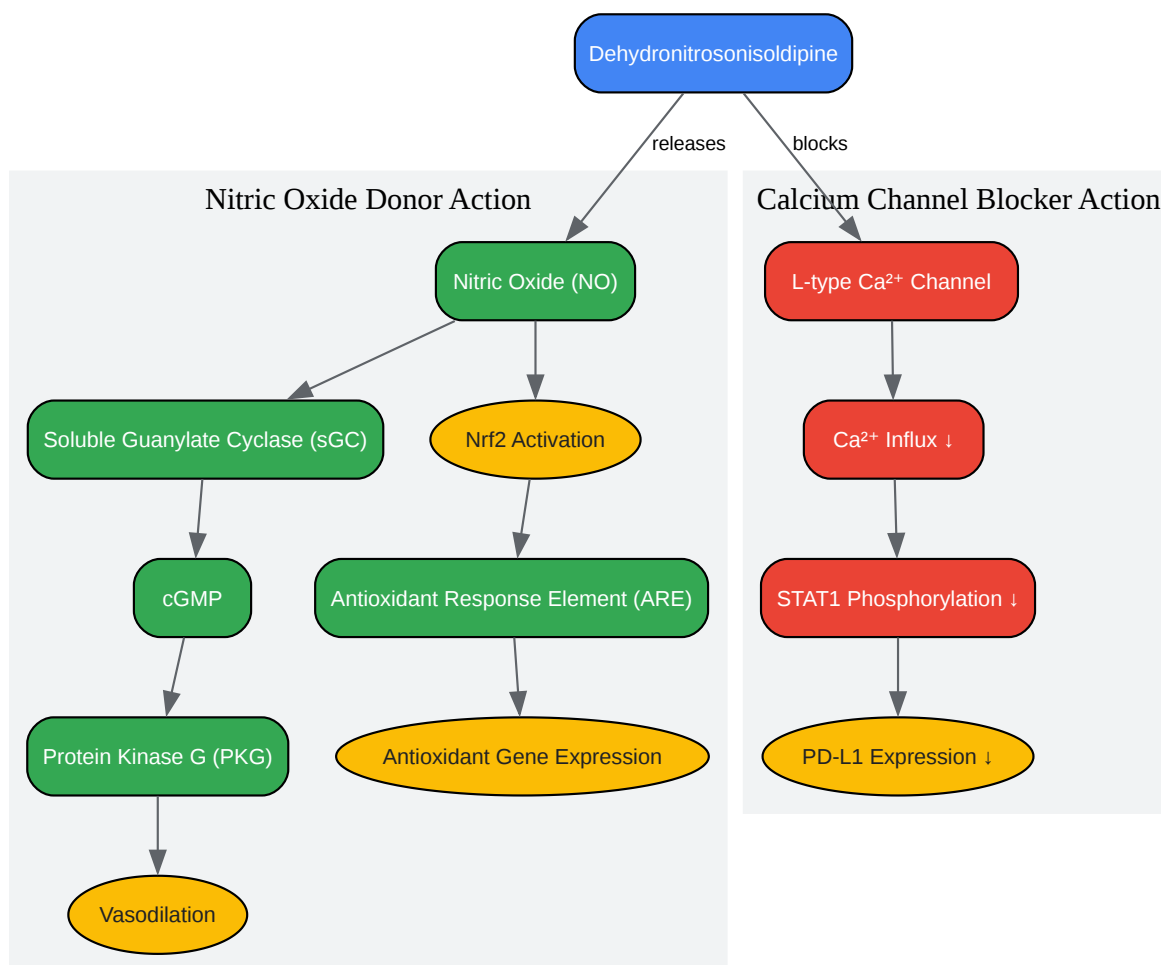 Dehydronitrosonisoldipine
releases
blocks
Nitric Oxide Donor Action
Calcium Channel Blocker Action
Nitric Oxide (NO)
L-type Ca²⁺ Channel
Soluble Guanylate Cyclase (sGC)
Nrf2 Activation
Ca²⁺ Influx ↓
cGMP
Antioxidant Response Element (ARE)
STAT1 Phosphorylation ↓
Protein Kinase G (PKG)
Antioxidant Gene Expression
PD-L1 Expression ↓
Vasodilation